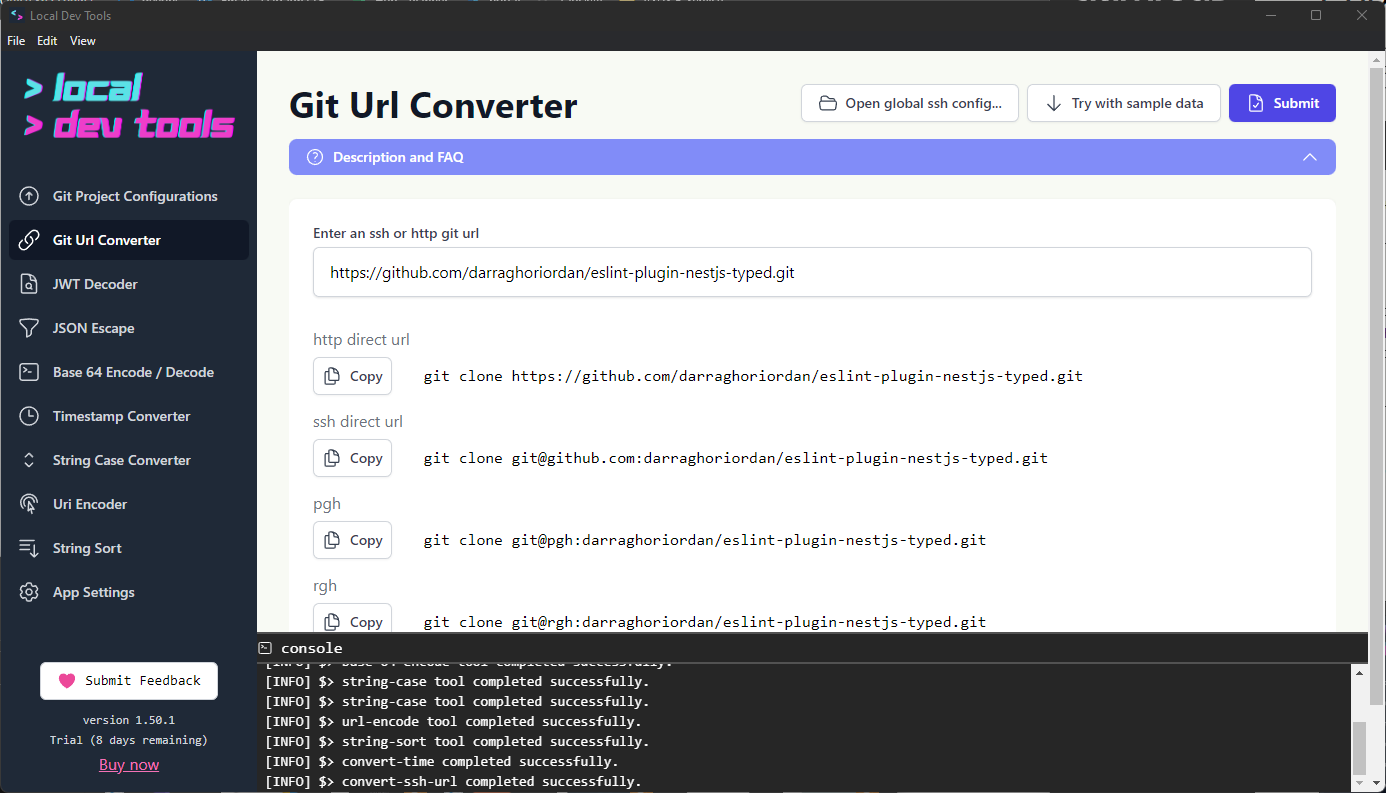 Local Dev Tools
File Edit View
> local
> dev tools
Git Project Configurations
Git Url Converter
JWT Decoder
JSON Escape
Base 64 Encode / Decode
Timestamp Converter
String Case Converter
Uri Encoder
String Sort
App Settings
Submit Feedback
version 1.50.1
Trial (8 days remaining)
Buy now
Git Url Converter
Open global ssh config...
Try with sample data
Submit
Description and FAQ
Enter an ssh or http git url
https://github.com/darraghoriordan/eslint-plugin-nestjs-typed.git
http direct url
Copy git clone https://github.com/darraghoriordan/eslint-plugin-nestjs-typed.git
ssh direct url
Copy git clone git@github.com:darraghoriordan/eslint-plugin-nestjs-typed.git
pgh
Copy git clone git@pgh:darraghoriordan/eslint-plugin-nestjs-typed.git
rgh
Copy git clone git@rgh:darraghoriordan/eslint-plugin-nestjs-typed.git
console
[INFO] $> base-64-encode tool completed successfully.
[INFO] $> string-case tool completed successfully.
[INFO] $> string-case tool completed successfully.
[INFO] $> url-encode tool completed successfully.
[INFO] $> string-sort tool completed successfully.
[INFO] $> convert-time completed successfully.
[INFO] $> convert-ssh-url completed successfully.